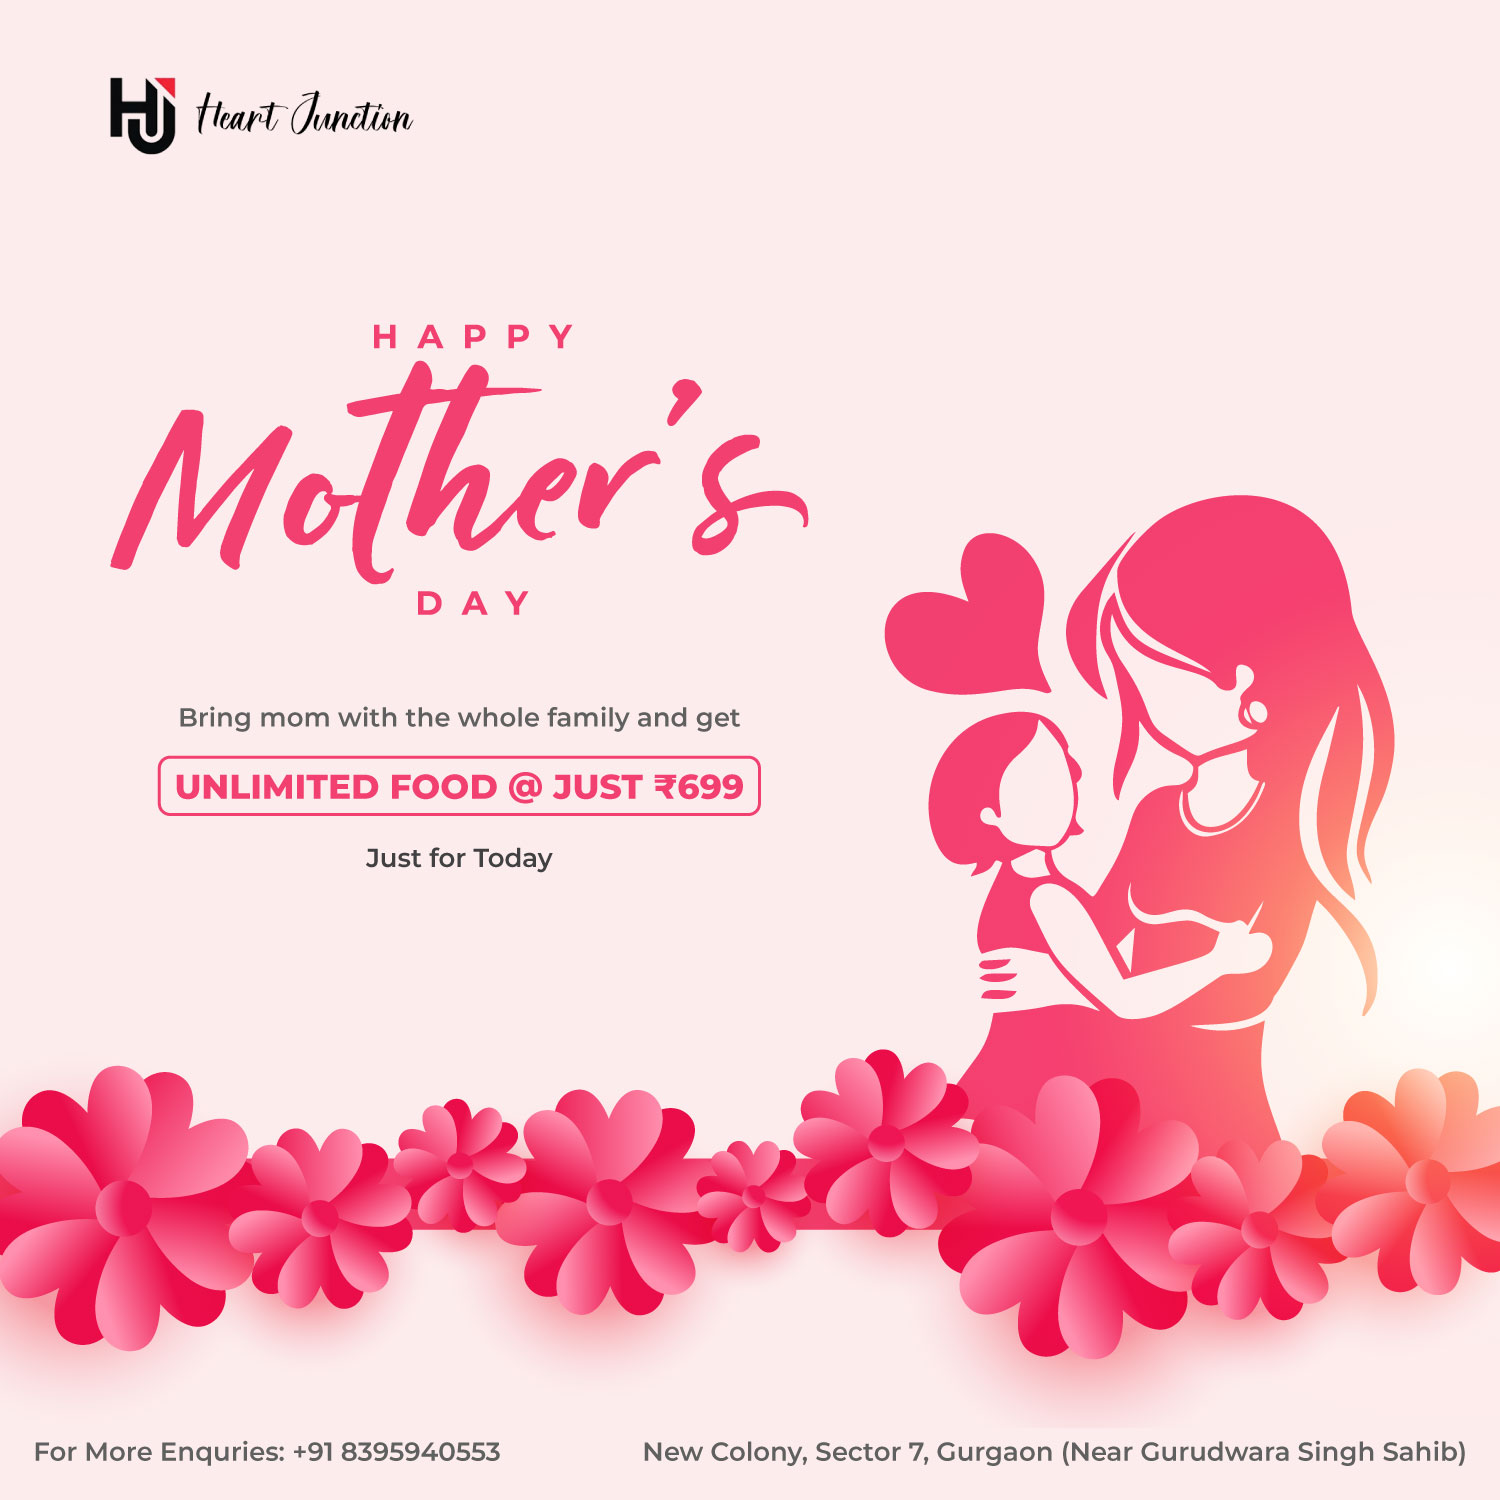 HJ Heart Junction
HAPPY
Mother's
DAY
Bring mom with the whole family and get
UNLIMITED FOOD @ JUST ₹699
Just for Today
For More Enquries: +91 8395940553
New Colony, Sector 7, Gurgaon (Near Gurudwara Singh Sahib)